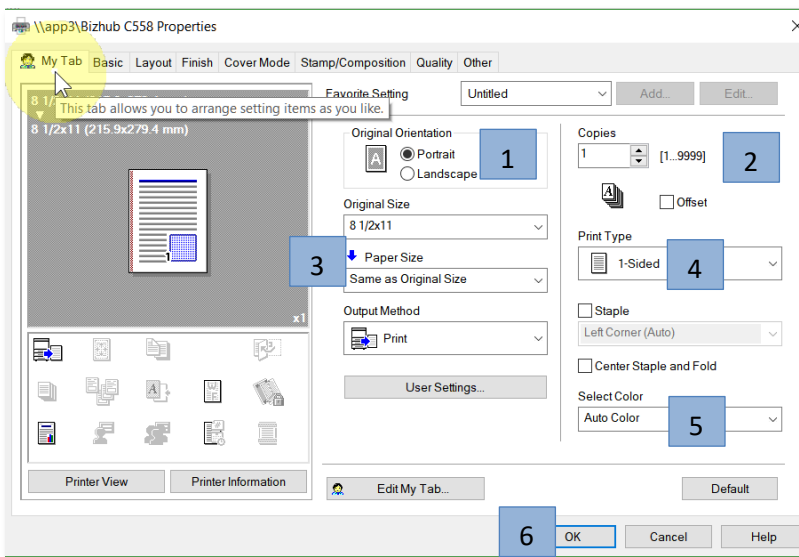 \\app3\Bizhub C558 Properties
My Tab Basic Layout Finish Cover Mode Stamp/Composition Quality Other
Favorite Setting Untitled Add... Edit...
8 1/
This tab allows you to arrange setting items as you like.
8 1/2x11 (215.9x279.4 mm)
1
x1
Printer View Printer Information
Original Orientation
A
Portrait
Landscape
1
Original Size
8 1/2x11
3
Paper Size
Same as Original Size
Output Method
Print
User Settings...
Copies
1 [1...9999]
2
A
Offset
Print Type
1-Sided
4
Staple
Left Corner (Auto)
Center Staple and Fold
Select Color
Auto Color
5
Edit My Tab...
Default
6
OK Cancel Help